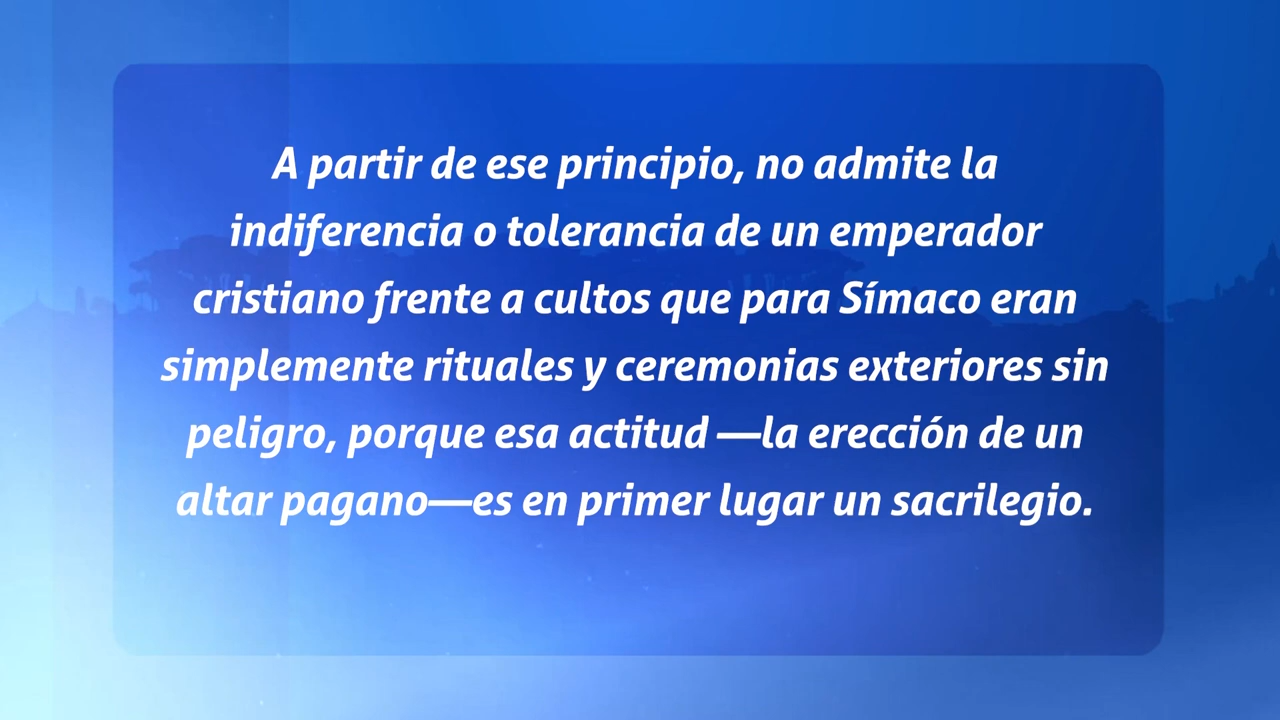 A partir de ese principio, no admite la
indiferencia o tolerancia de un emperador
cristiano frente a cultos que para Símaco eran
simplemente rituales y ceremonias exteriores sin
peligro, porque esa actitud —la erección de un
altar pagano—es en primer lugar un sacrilegio.